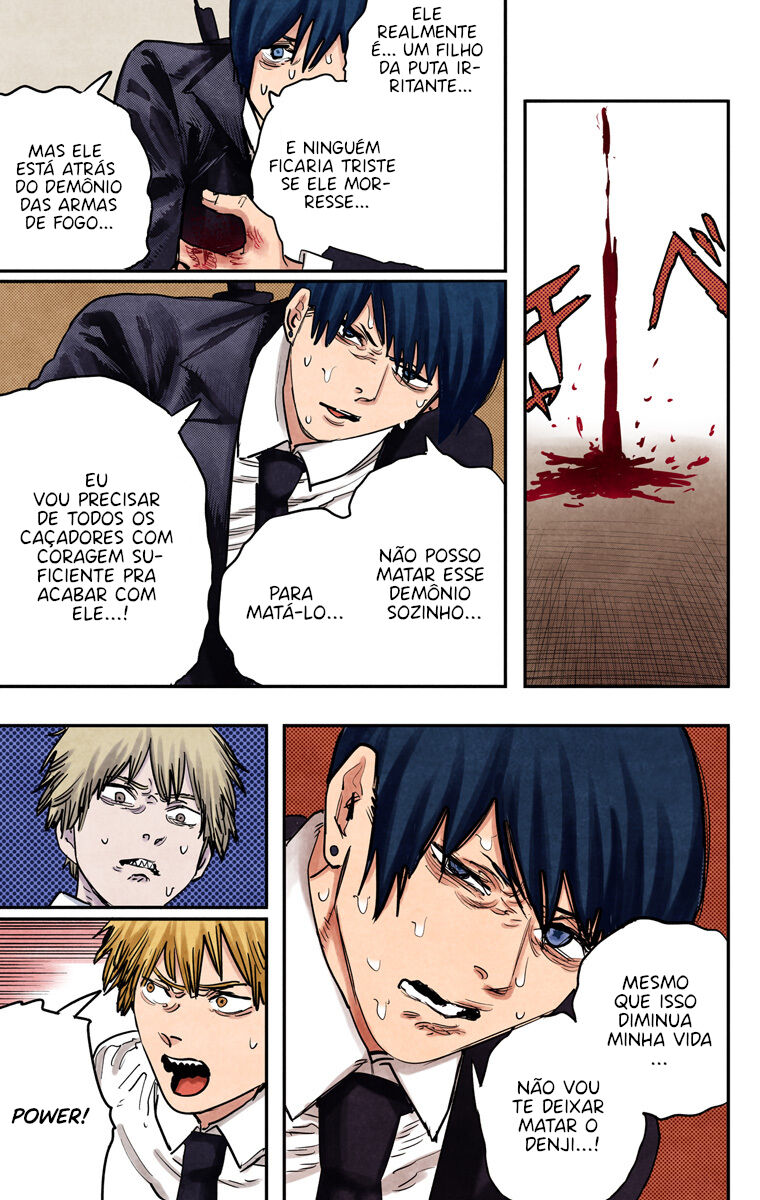 ELE
REALMENTE
É... UM FILHO
DA PUTA IR-
RITANTE...
E NINGUÉM
FICARIA TRISTE
SE ELE MOR-
RESSE...
MAS ELE
ESTÁ ATRÁS
DO DEMÔNIO
DAS ARMAS
DE FOGO...
ベ
チャ
NÃO POSSO
MATAR ESSE
DEMÔNIO
SOZINHO...
PARA
MATÁ-LO...
EU
VOU PRECISAR
DE TODOS OS
CAÇADORES COM
CORAGEM SU-
FICIENTE PRA
ACABAR COM
ELE...!
MESMO
QUE ISSO
DIMINUA
MINHA VIDA
...
NÃO VOU
TE DEIXAR
MATAR O
DENJI...!
POWER!